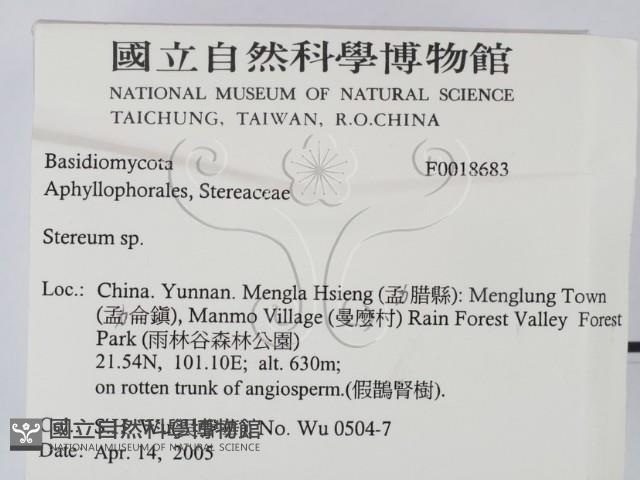 國立自然科學博物館
NATIONAL MUSEUM OF NATURAL SCIENCE
TAICHUNG, TAIWAN, R.O.CHINA
Basidiomycota F0018683
Aphyllophorales, Stereaceae
Stereum sp.
Loc.: China. Yunnan. Mengla Hsieng (孟腊縣): Menglung Town
(孟侖鎮), Manmo Village (曼麼村) Rain Forest Valley Forest
Park (雨林谷森林公園)
21.54N, 101.10E; alt. 630m;
on rotten trunk of angiosperm.(假鵲腎樹).
No. Wu 0504-7
國立自然科學博物館
NATIONAL MUSEUM OF NATURAL SCIENCE
Date: Apr. 14, 2005